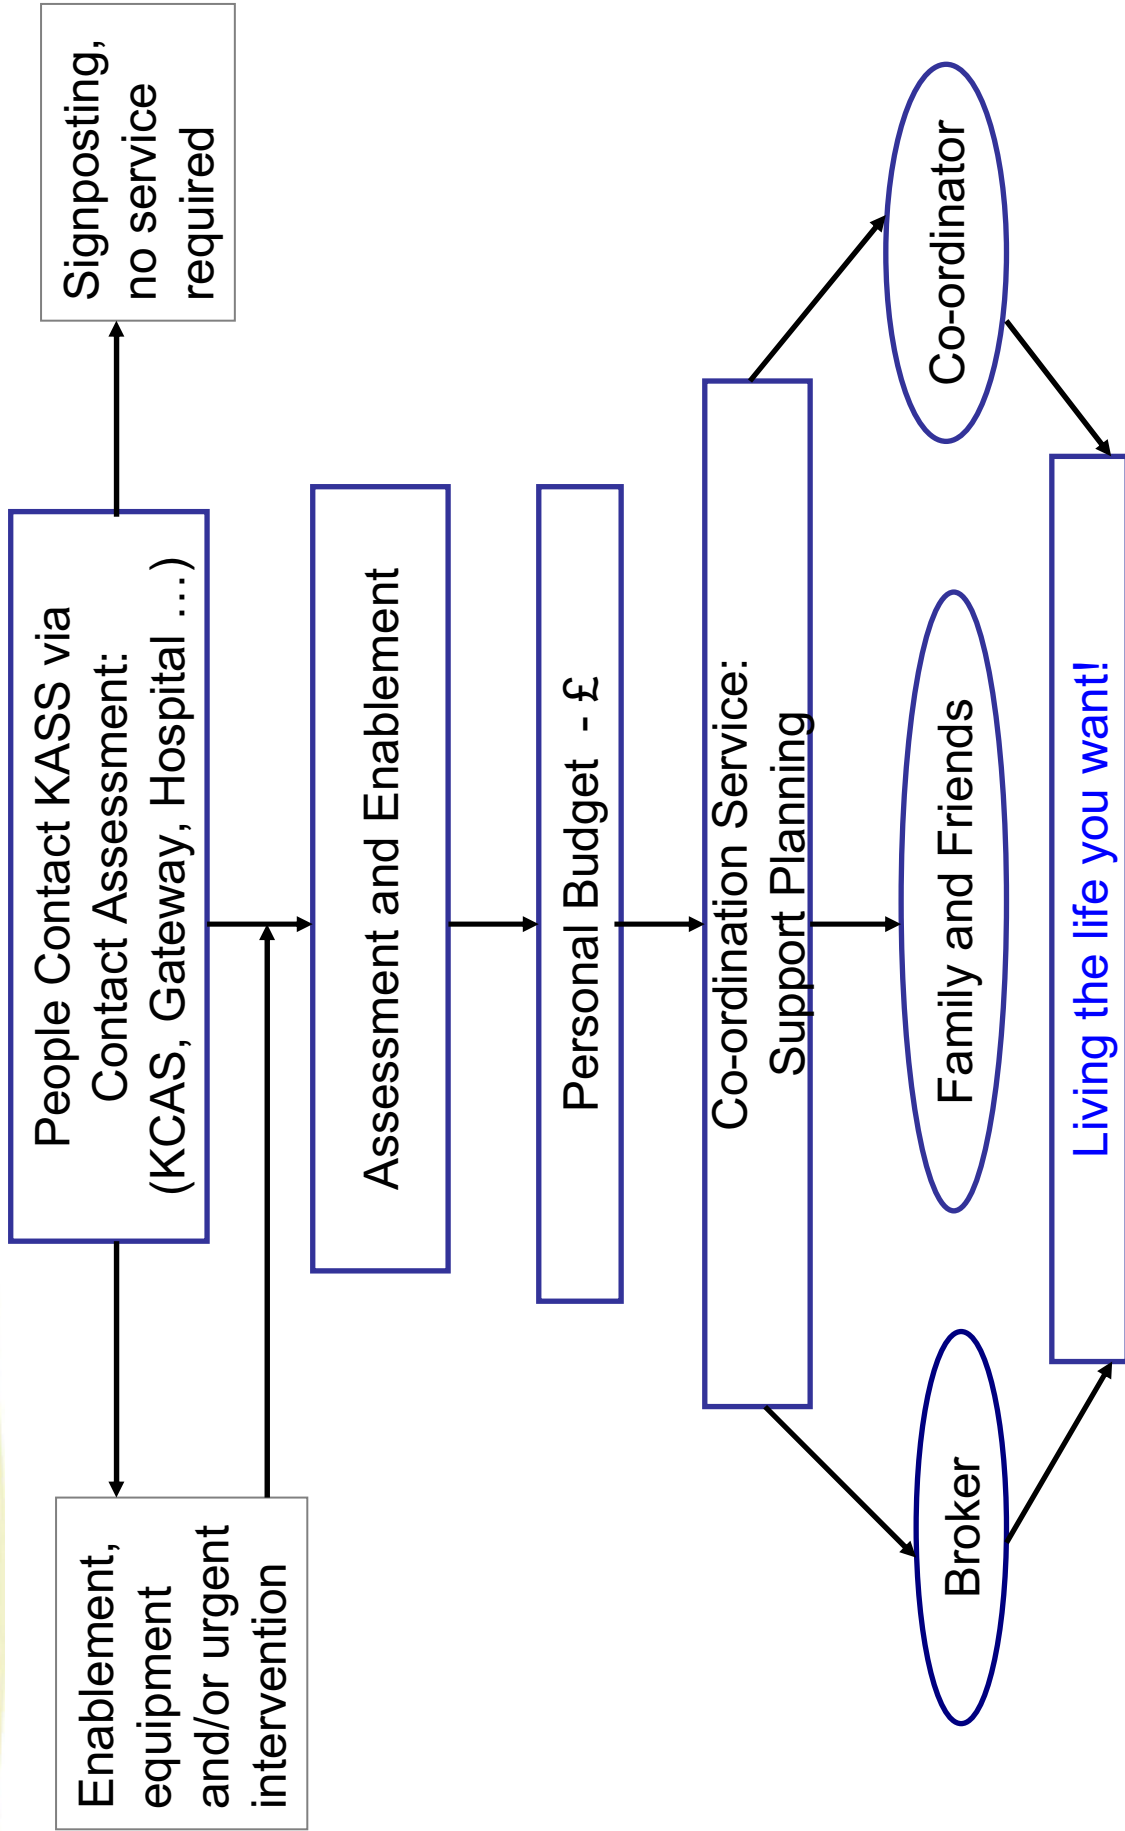 People Contact KASS via
Contact Assessment:
(KCAS, Gateway, Hospital …)
Enablement,
equipment
and/or urgent
intervention
Signposting,
no service
required
Assessment and Enablement
Personal Budget  - £
Co-ordination Service:
Support Planning
Broker
Family and Friends
Co-ordinator
Living the life you want!